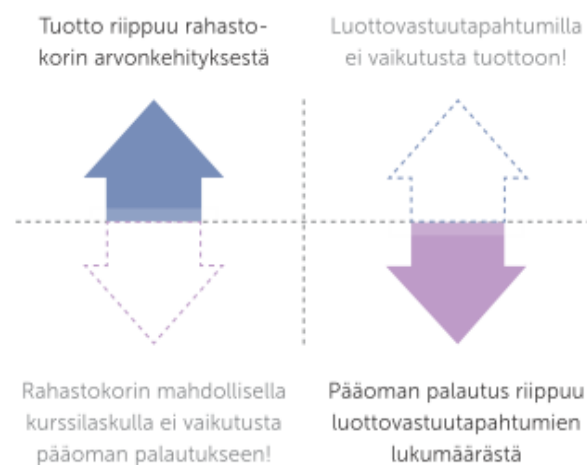 Tuotto riippuu rahasto-
korin arvonkehityksestä
Luottovastuutapahtumilla
ei vaikutusta tuottoon!
Rahastokorin mahdollisella
kurssilaskulla ei vaikutusta
pääoman palautukseen!
Pääoman palautus riippuu
luottovastuutapahtumien
lukumäärästä